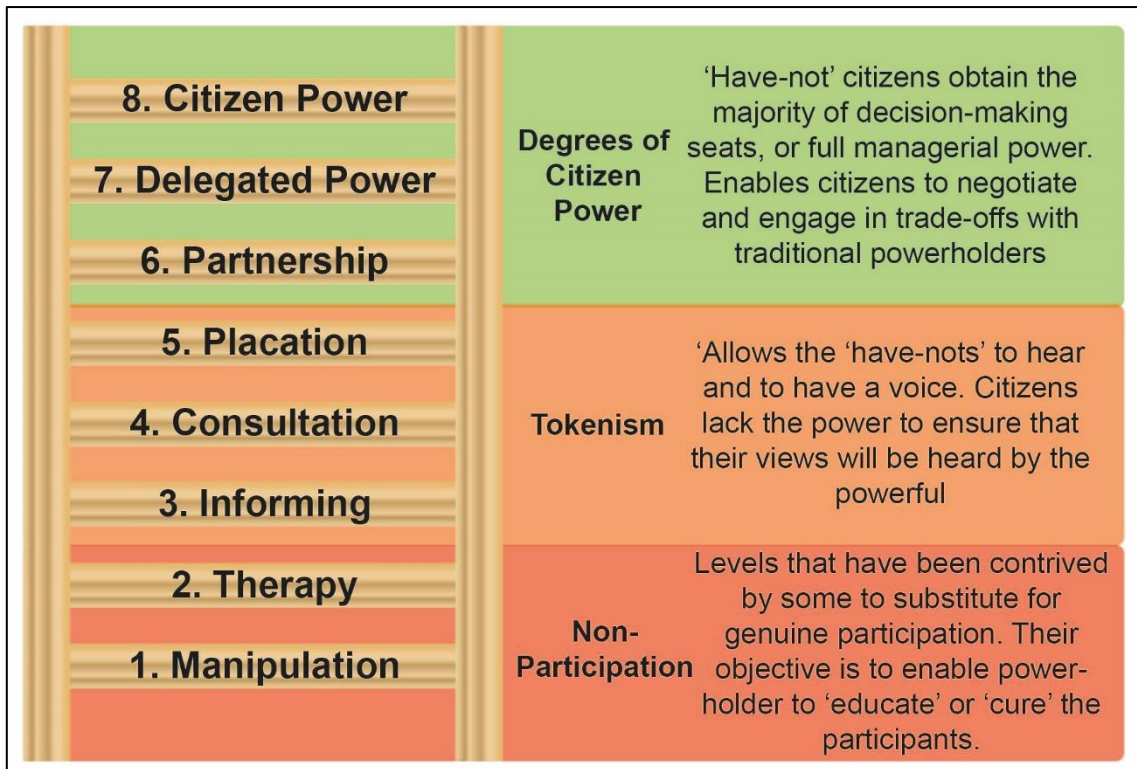 8. Citizen Power
7. Delegated Power
6. Partnership
5. Placation
4. Consultation
3. Informing
2. Therapy
1. Manipulation
Degrees of
Citizen
Power
‘Have-not’ citizens obtain the
majority of decision-making
seats, or full managerial power.
Enables citizens to negotiate
and engage in trade-offs with
traditional powerholders
Tokenism
‘Allows the ‘have-nots’ to hear
and to have a voice. Citizens
lack the power to ensure that
their views will be heard by the
powerful
Non-
Participation
Levels that have been contrived
by some to substitute for
genuine participation. Their
objective is to enable power-
holder to ‘educate’ or ‘cure’ the
participants.